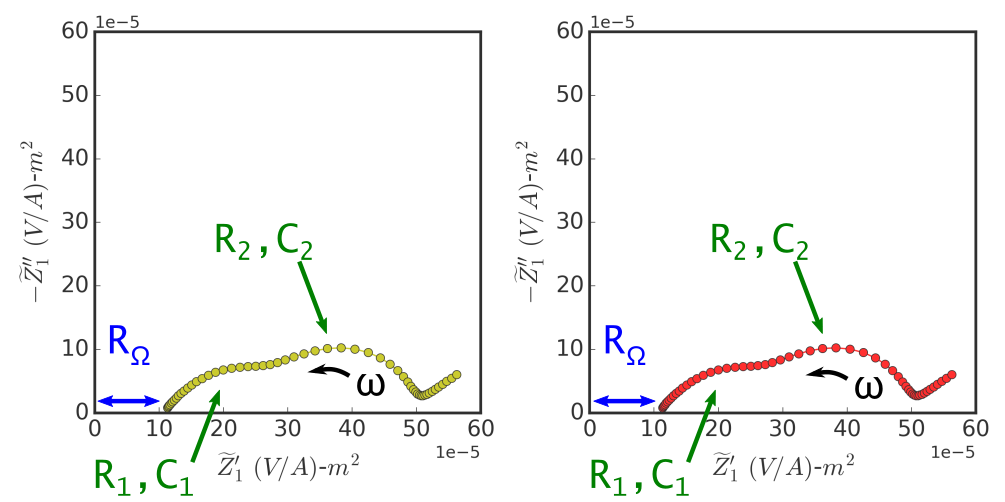 1e−5
60
50
40
30
20
10
0
−Z̃₁″ (V/A)-m²
R₂,C₂
R_Ω
ω
0 10 20 30 40 50 60
1e−5
Z̃₁′ (V/A)-m²
R₁,C₁
1e−5
60
50
40
30
20
10
0
−Z̃₁″ (V/A)-m²
R₂,C₂
R_Ω
ω
0 10 20 30 40 50 60
1e−5
Z̃₁′ (V/A)-m²
R₁,C₁